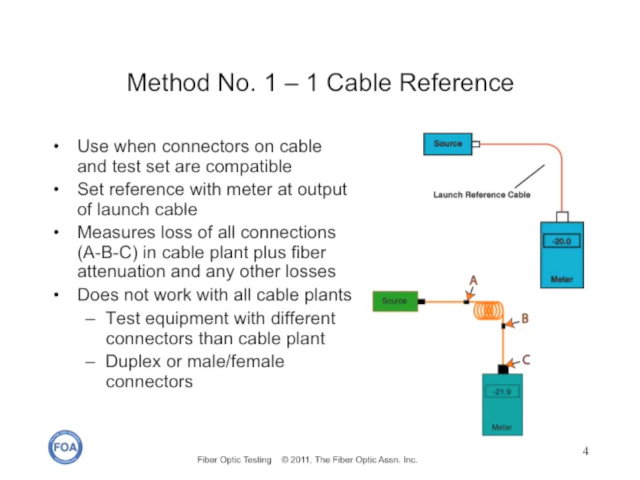 Method No. 1 – 1 Cable Reference
• Use when connectors on cable
and test set are compatible
• Set reference with meter at output
of launch cable
• Measures loss of all connections
(A-B-C) in cable plant plus fiber
attenuation and any other losses
• Does not work with all cable plants
– Test equipment with different
connectors than cable plant
– Duplex or male/female
connectors
Source
Launch Reference Cable
-20.0
Meter
A
Source
B
C
-21.9
Meter
FOA
Fiber Optic Testing © 2011, The Fiber Optic Assn. Inc.
4